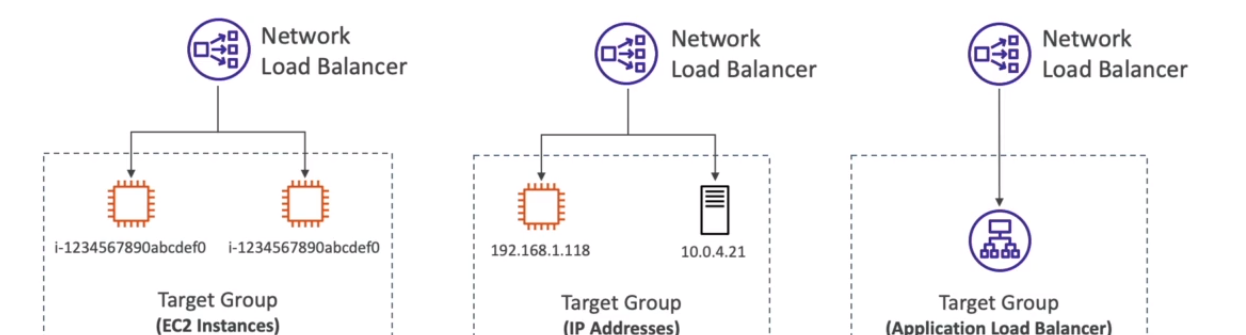 Network
Load Balancer
i-1234567890abcdef0
i-1234567890abcdef0
Target Group
(EC2 Instances)
Network
Load Balancer
192.168.1.118
10.0.4.21
Target Group
(IP Addresses)
Network
Load Balancer
Target Group
(Application Load Balancer)